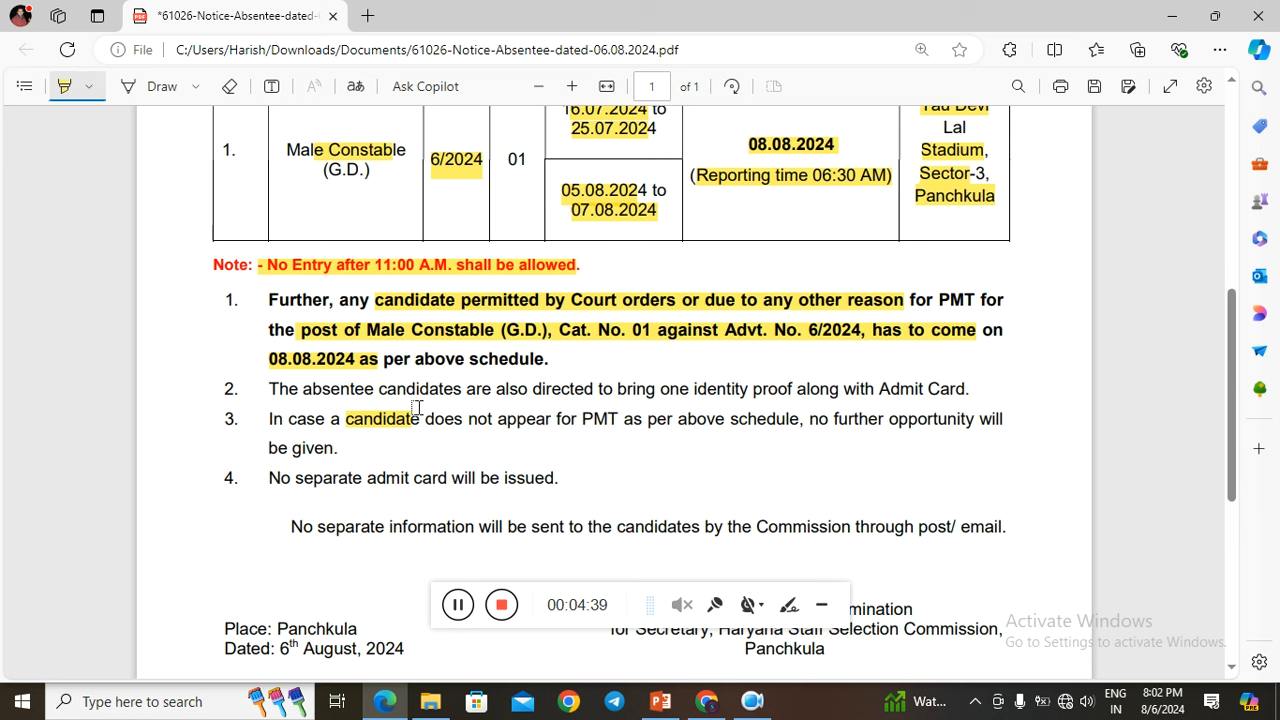 *61026-Notice-Absentee-dated-
File
C:/Users/Harish/Downloads/Documents/61026-Notice-Absentee-dated-06.08.2024.pdf
Draw
Ask Copilot
1 of 1
16.07.2024 to
25.07.2024
1.
Male Constable
(G.D.)
6/2024
01
05.08.2024 to
07.08.2024
08.08.2024
(Reporting time 06:30 AM)
Tau Devi
Lal
Stadium,
Sector-3,
Panchkula
Note: - No Entry after 11:00 A.M. shall be allowed.
1. Further, any candidate permitted by Court orders or due to any other reason for PMT for
the post of Male Constable (G.D.), Cat. No. 01 against Advt. No. 6/2024, has to come on
08.08.2024 as per above schedule.
2. The absentee candidates are also directed to bring one identity proof along with Admit Card.
3. In case a candidate does not appear for PMT as per above schedule, no further opportunity will
be given.
4. No separate admit card will be issued.
No separate information will be sent to the candidates by the Commission through post/ email.
00:04:39
mination
Place: Panchkula
for Secretary, Haryana Staff Selection Commission,
Dated: 6th August, 2024
Panchkula
Activate Windows
Go to Settings to activate Windows.
Type here to search
Wat...
ENG
IN
8:02 PM
8/6/2024